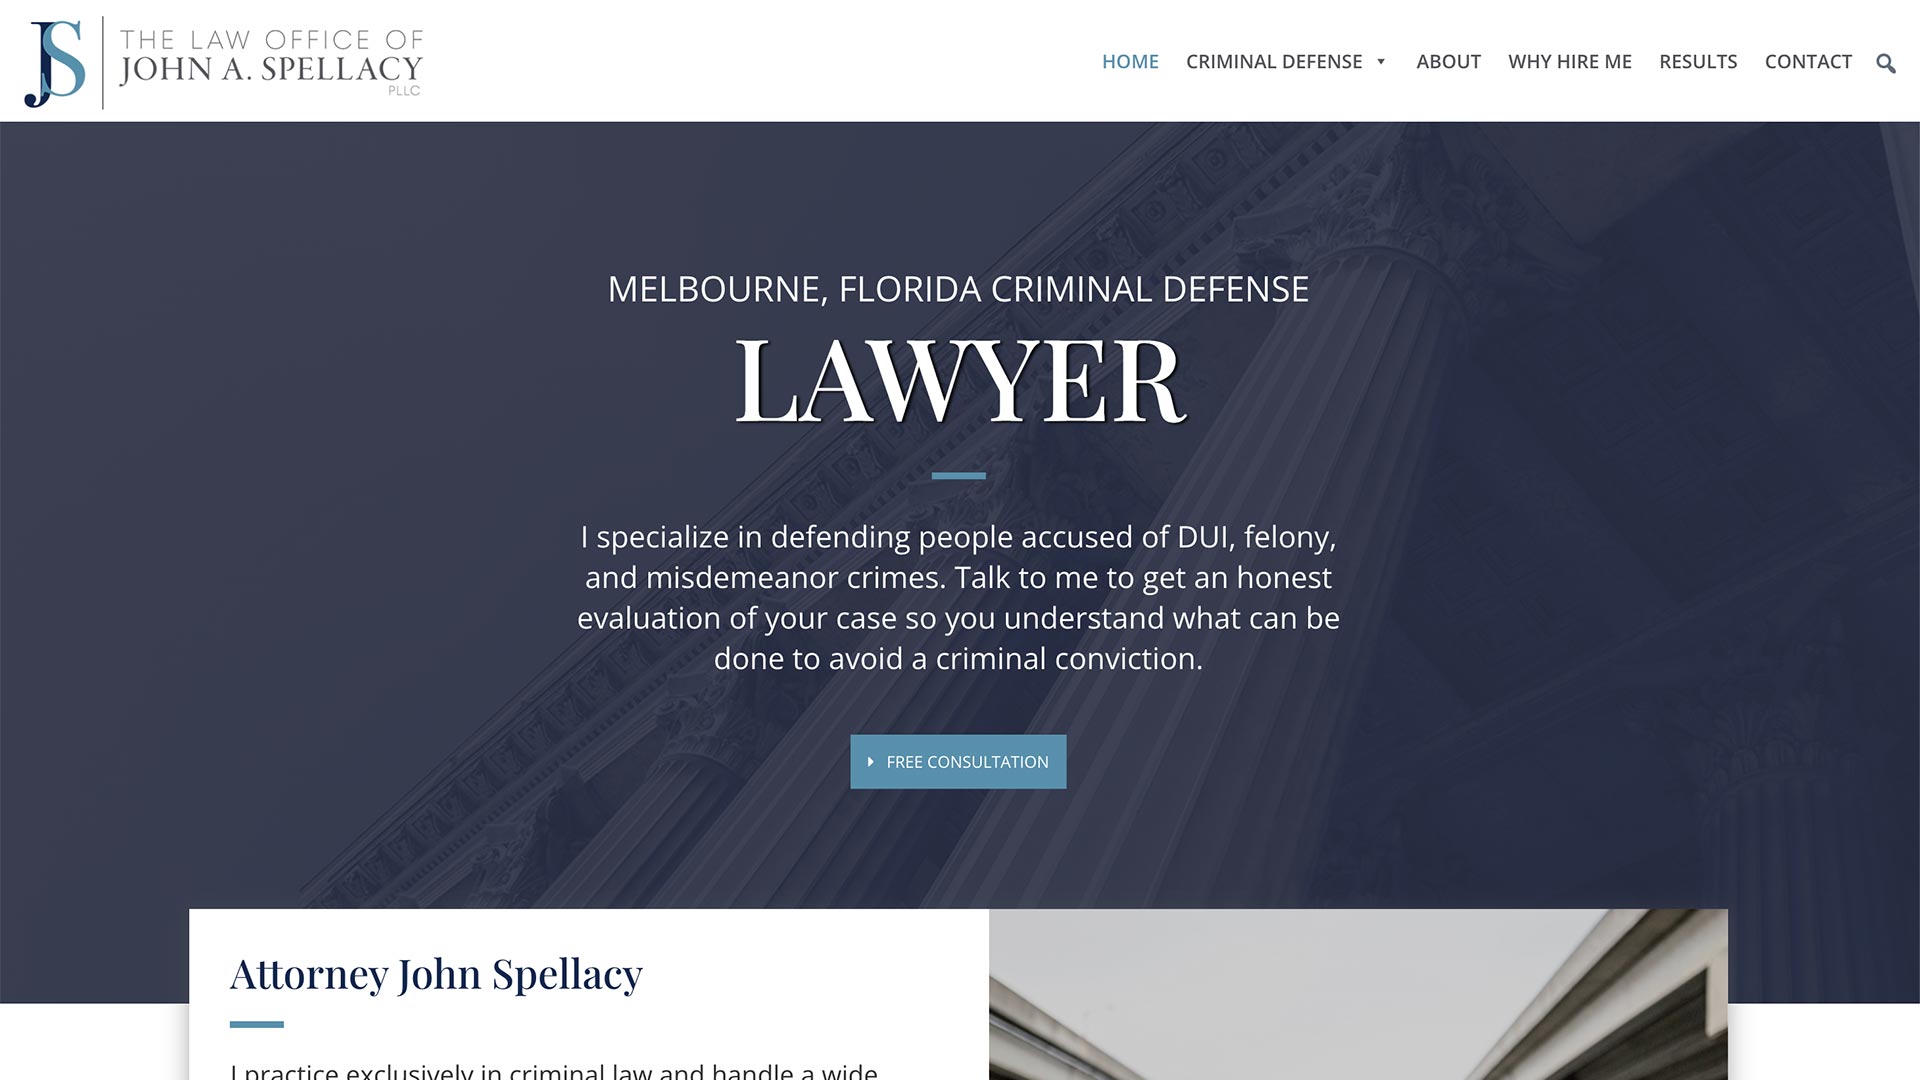 JS
THE LAW OFFICE OF
JOHN A. SPELLACY
PLLC
HOME CRIMINAL DEFENSE ABOUT WHY HIRE ME RESULTS CONTACT
MELBOURNE, FLORIDA CRIMINAL DEFENSE
LAWYER
I specialize in defending people accused of DUI, felony,
and misdemeanor crimes. Talk to me to get an honest
evaluation of your case so you understand what can be
done to avoid a criminal conviction.
FREE CONSULTATION
Attorney John Spellacy
I practice exclusively in criminal law and handle a wide